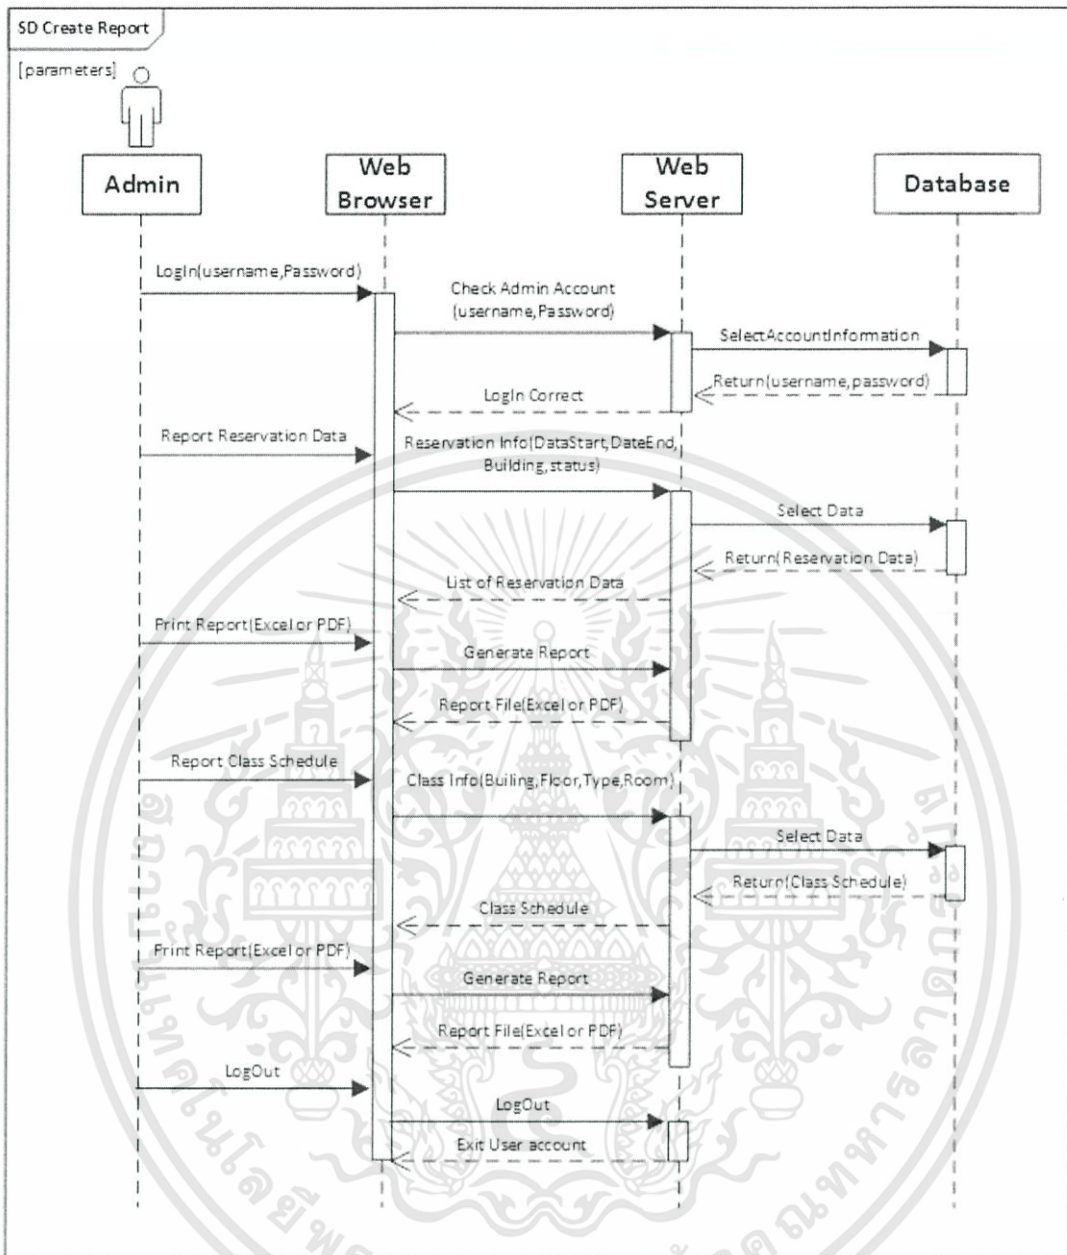 SD Create Report
[parameters]
Admin
Web
Browser
Web
Server
Database
LogIn(username,Password)
Check Admin Account
(username,Password)
SelectAccountInformation
Return(username,password)
LogIn Correct
Report Reservation Data
Reservation Info(DataStart,DateEnd,
Building,status)
Select Data
Return(Reservation Data)
List of Reservation Data
Print Report(Excel or PDF)
Generate Report
Report File(Excel or PDF)
Report Class Schedule
Class Info(Builing,Floor,Type,Room)
Select Data
Return(Class Schedule)
Class Schedule
Print Report(Excel or PDF)
Generate Report
Report File(Excel or PDF)
LogOut
LogOut
Exit User account